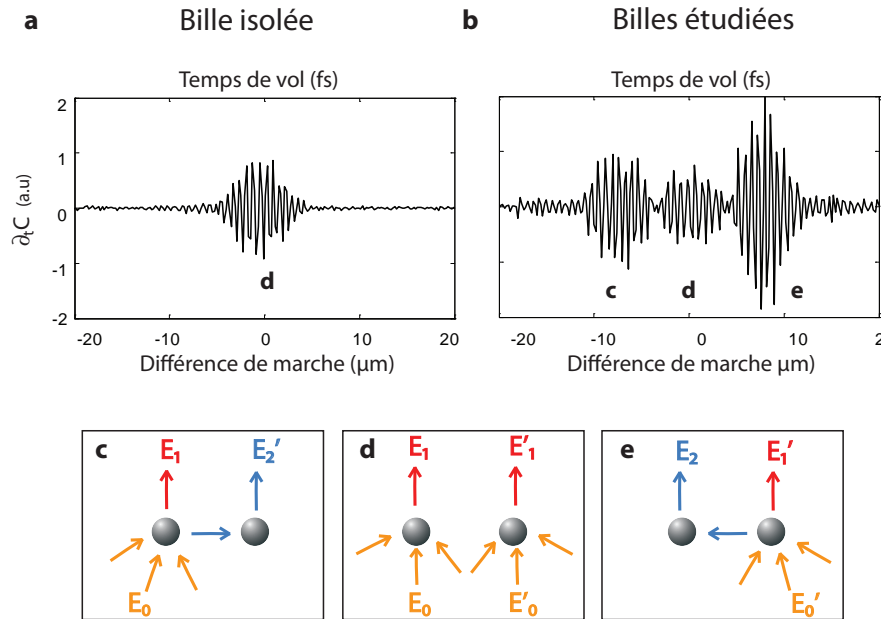 a Bille isolée
b Billes étudiées
Temps de vol (fs)
Temps de vol (fs)
2
1
0
-1
-2
∂tC (a.u)
d
c d e
-20 -10 0 10 20
-20 -10 0 10 2
Différence de marche (μm)
Différence de marche μm)
c E1 E2′
E0
d E1 E′1
E0 E′0
e E2 E1′
E0′